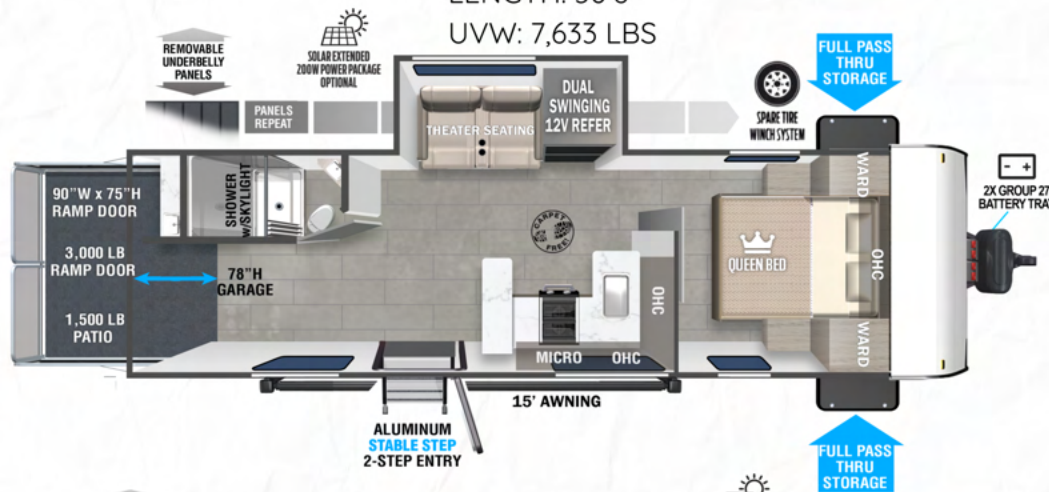 UVW: 7,633 LBS
REMOVABLE
UNDERBELLY
PANELS
SOLAR EXTENDED
200W POWER PACKAGE
OPTIONAL
PANELS
REPEAT
THEATER SEATING
DUAL
SWINGING
12V REFER
SPARE TIRE
WINCH SYSTEM
FULL PASS
THRU
STORAGE
90"W x 75"H
RAMP DOOR
3,000 LB
RAMP DOOR
1,500 LB
PATIO
78"H
GARAGE
SHOWER
w/SKYLIGHT
CARPET
FREE!
QUEEN BED
WARD
OHC
WARD
OHC
MICRO
OHC
- +
2X GROUP 27
BATTERY TRAY
15' AWNING
ALUMINUM
STABLE STEP
2-STEP ENTRY
FULL PASS
THRU
STORAGE